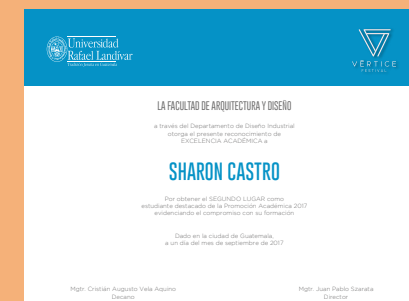 Universidad
Rafael Landívar
Tradición Jesuita en Guatemala
VÉRTICE
FESTIVAL
LA FACULTAD DE ARQUITECTURA Y DISEÑO
a través del Departamento de Diseño Industrial
otorga el presente reconocimiento de
EXCELENCIA ACADÉMICA a
SHARON CASTRO
Por obtener el SEGUNDO LUGAR como
estudiante destacado de la Promoción Académica 2017
evidenciando el compromiso con su formación
Dado en la ciudad de Guatemala,
a un día del mes de septiembre de 2017
Mgtr. Cristián Augusto Vela Aquino
Decano
Mgtr. Juan Pablo Szarata
Director